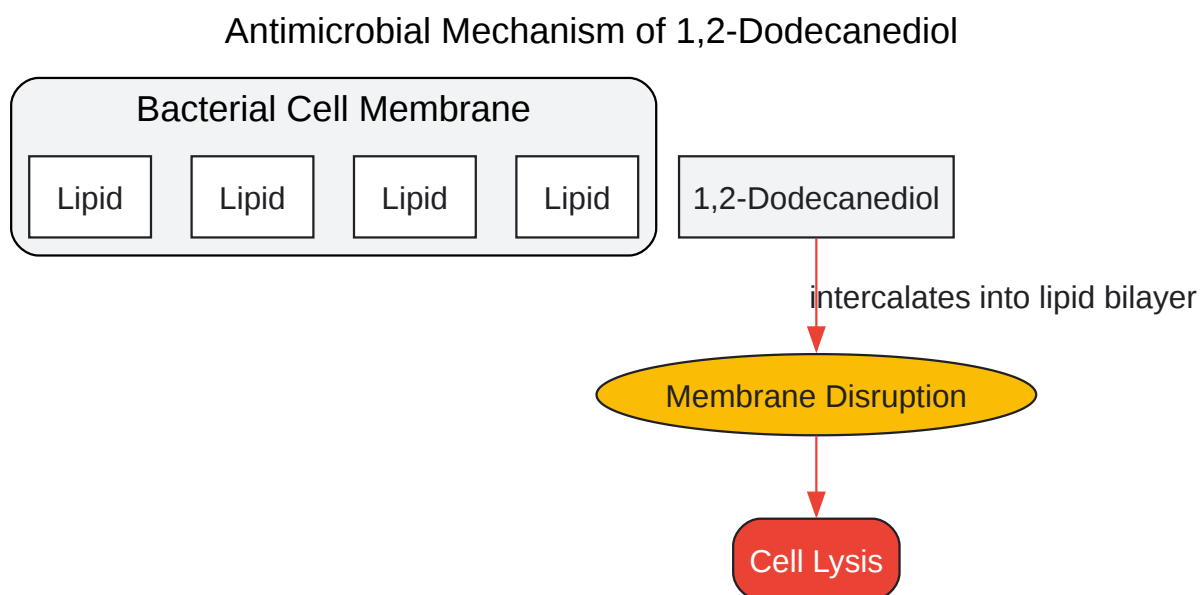 Antimicrobial Mechanism of 1,2-Dodecanediol
Bacterial Cell Membrane
Lipid
Lipid
Lipid
Lipid
1,2-Dodecanediol
intercalates into lipid bilayer
Membrane Disruption
Cell Lysis